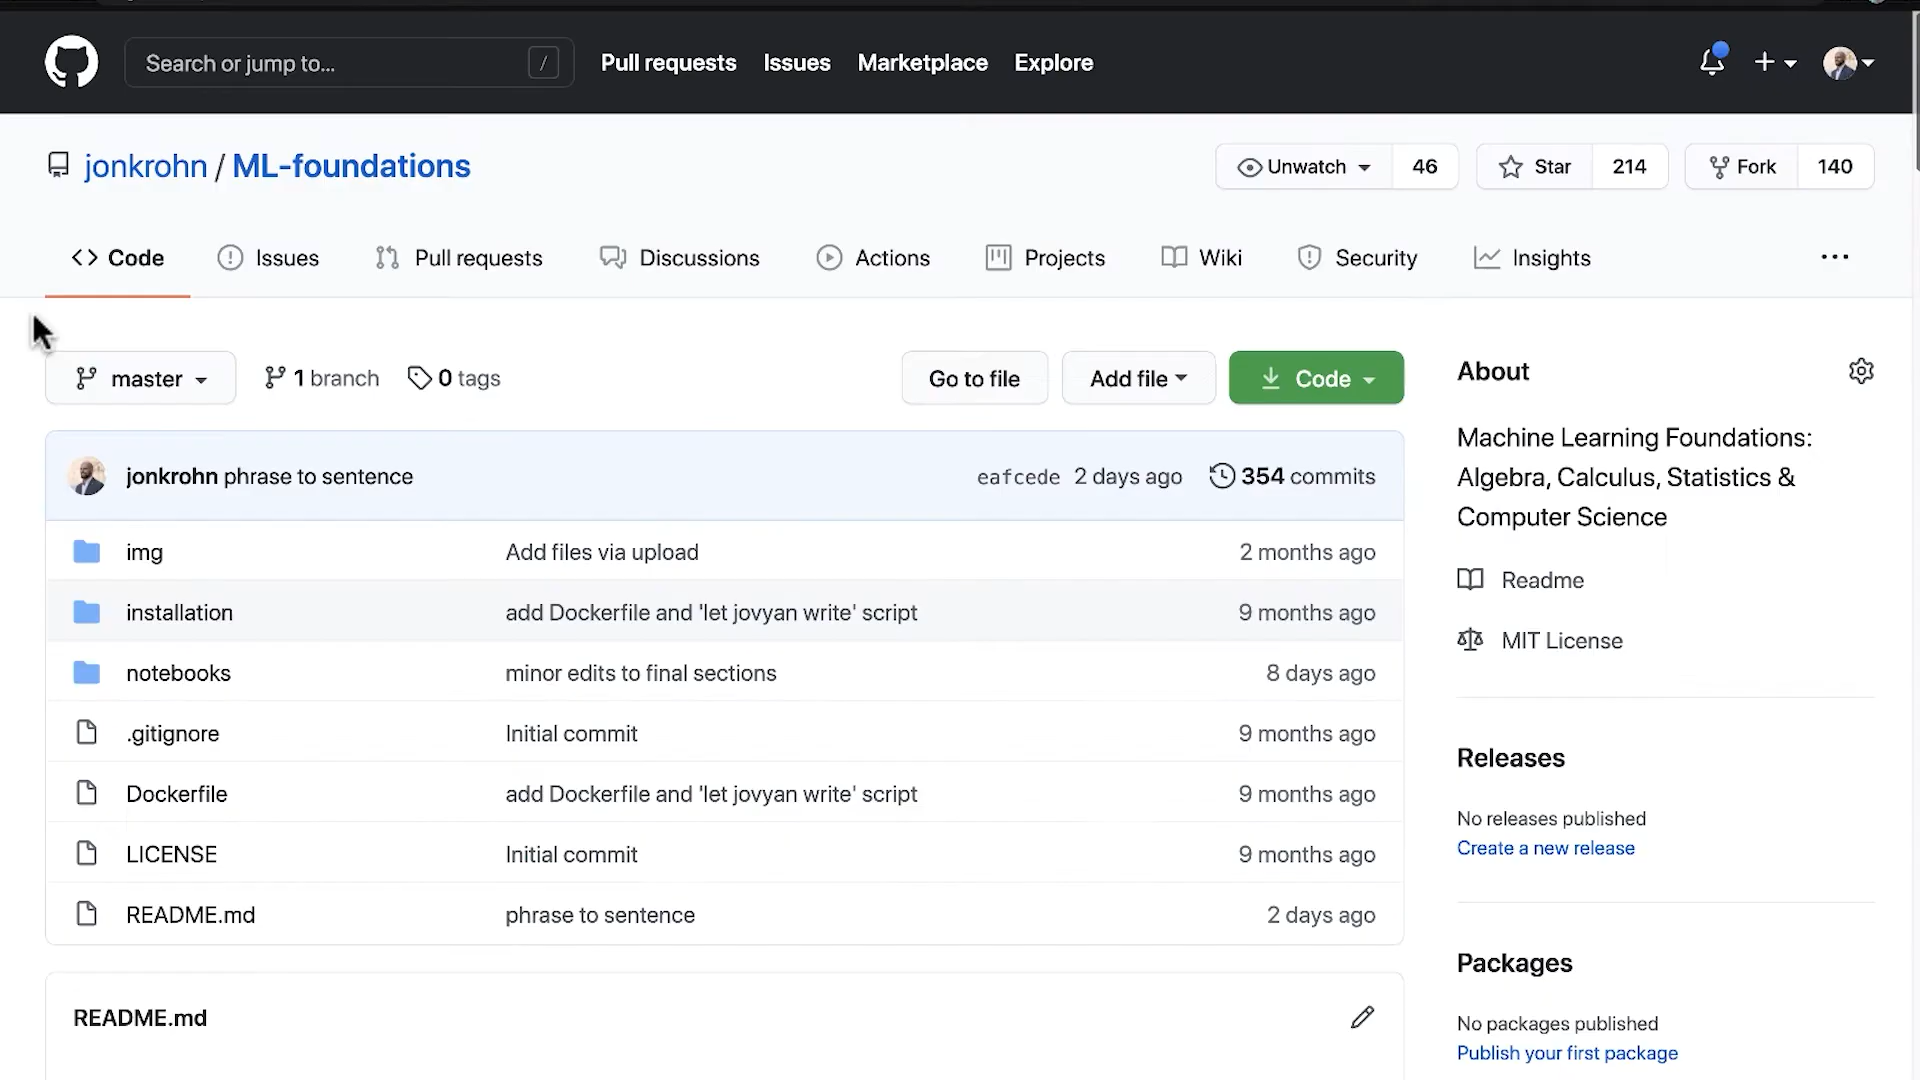 Search or jump to... /
Pull requests Issues Marketplace Explore
jonkrohn / ML-foundations
Unwatch 46 Star 214 Fork 140
Code Issues Pull requests Discussions Actions Projects Wiki Security Insights ...
master 1 branch 0 tags Go to file Add file Code
jonkrohn phrase to sentence eafcede 2 days ago 354 commits
img Add files via upload 2 months ago
installation add Dockerfile and 'let jovyan write' script 9 months ago
notebooks minor edits to final sections 8 days ago
.gitignore Initial commit 9 months ago
Dockerfile add Dockerfile and 'let jovyan write' script 9 months ago
LICENSE Initial commit 9 months ago
README.md phrase to sentence 2 days ago
README.md
About
Machine Learning Foundations:
Algebra, Calculus, Statistics &
Computer Science
Readme
MIT License
Releases
No releases published
Create a new release
Packages
No packages published
Publish your first package